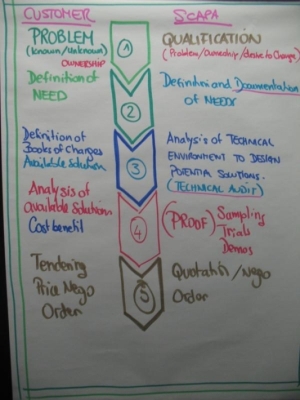 CUSTOMER
SCAPA
PROBLEM
(known/unknown)
OWNERSHIP
Definition of
NEED
1
QUALIFICATION
(Problem/ownership/desire to change)
2
Definition and Documentation
of NEEDS
Definition of
Books of Charges
Available Solution
3
Analysis of TECHNICAL
ENVIRONMENT TO DESIGN
POTENTIAL SOLUTIONS.
(TECHNICAL AUDIT)
Analysis of
available Solution
Cost benefit
4
(PROOF)
Sampling
Trials
Demos
Tendering
Price Nego
Order
5
Quotation/Nego
Order